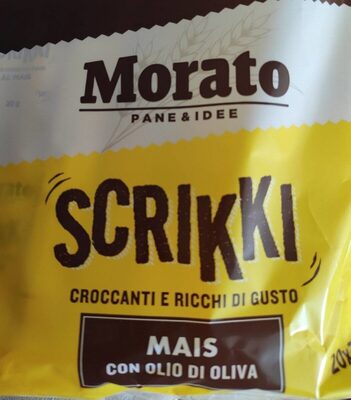 Morato
PANE & IDEE
SCRIKKI
CROCCANTI E RICCHI DI GUSTO
MAIS
CON OLIO DI OLIVA